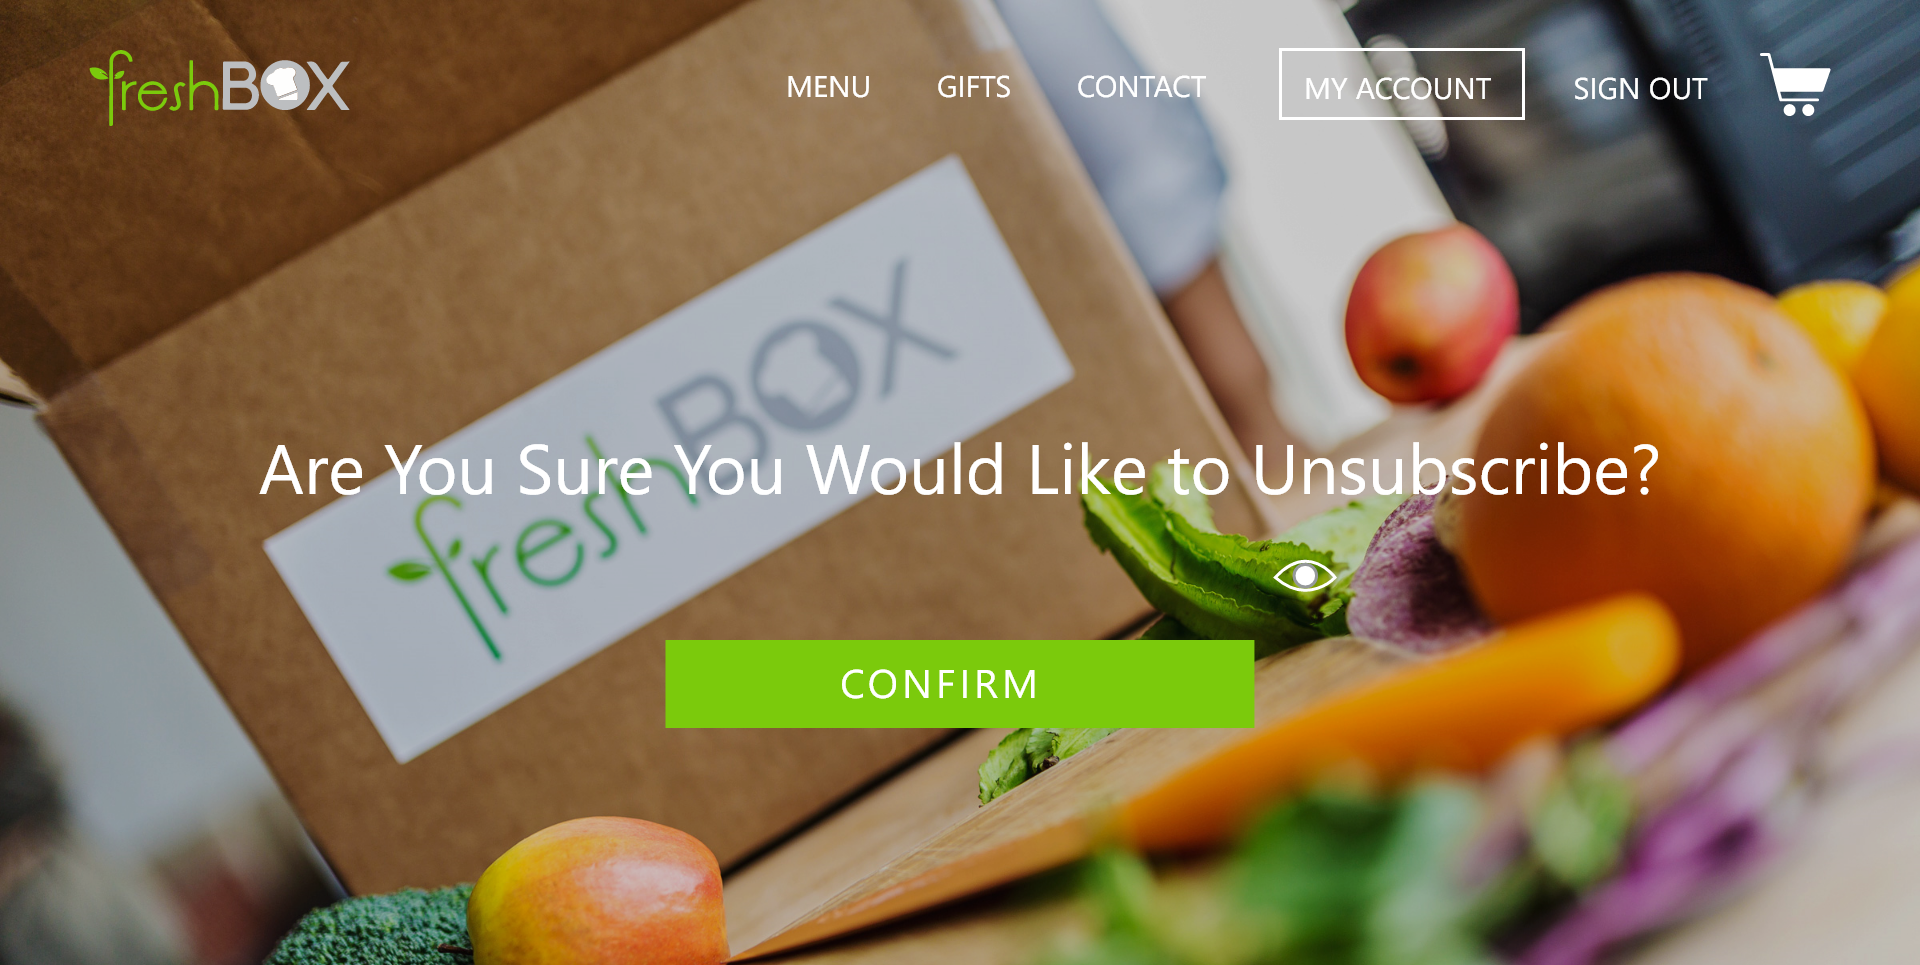 freshBOX
MENU
GIFTS
CONTACT
MY ACCOUNT
SIGN OUT
freshBOX
Are You Sure You Would Like to Unsubscribe?
CONFIRM